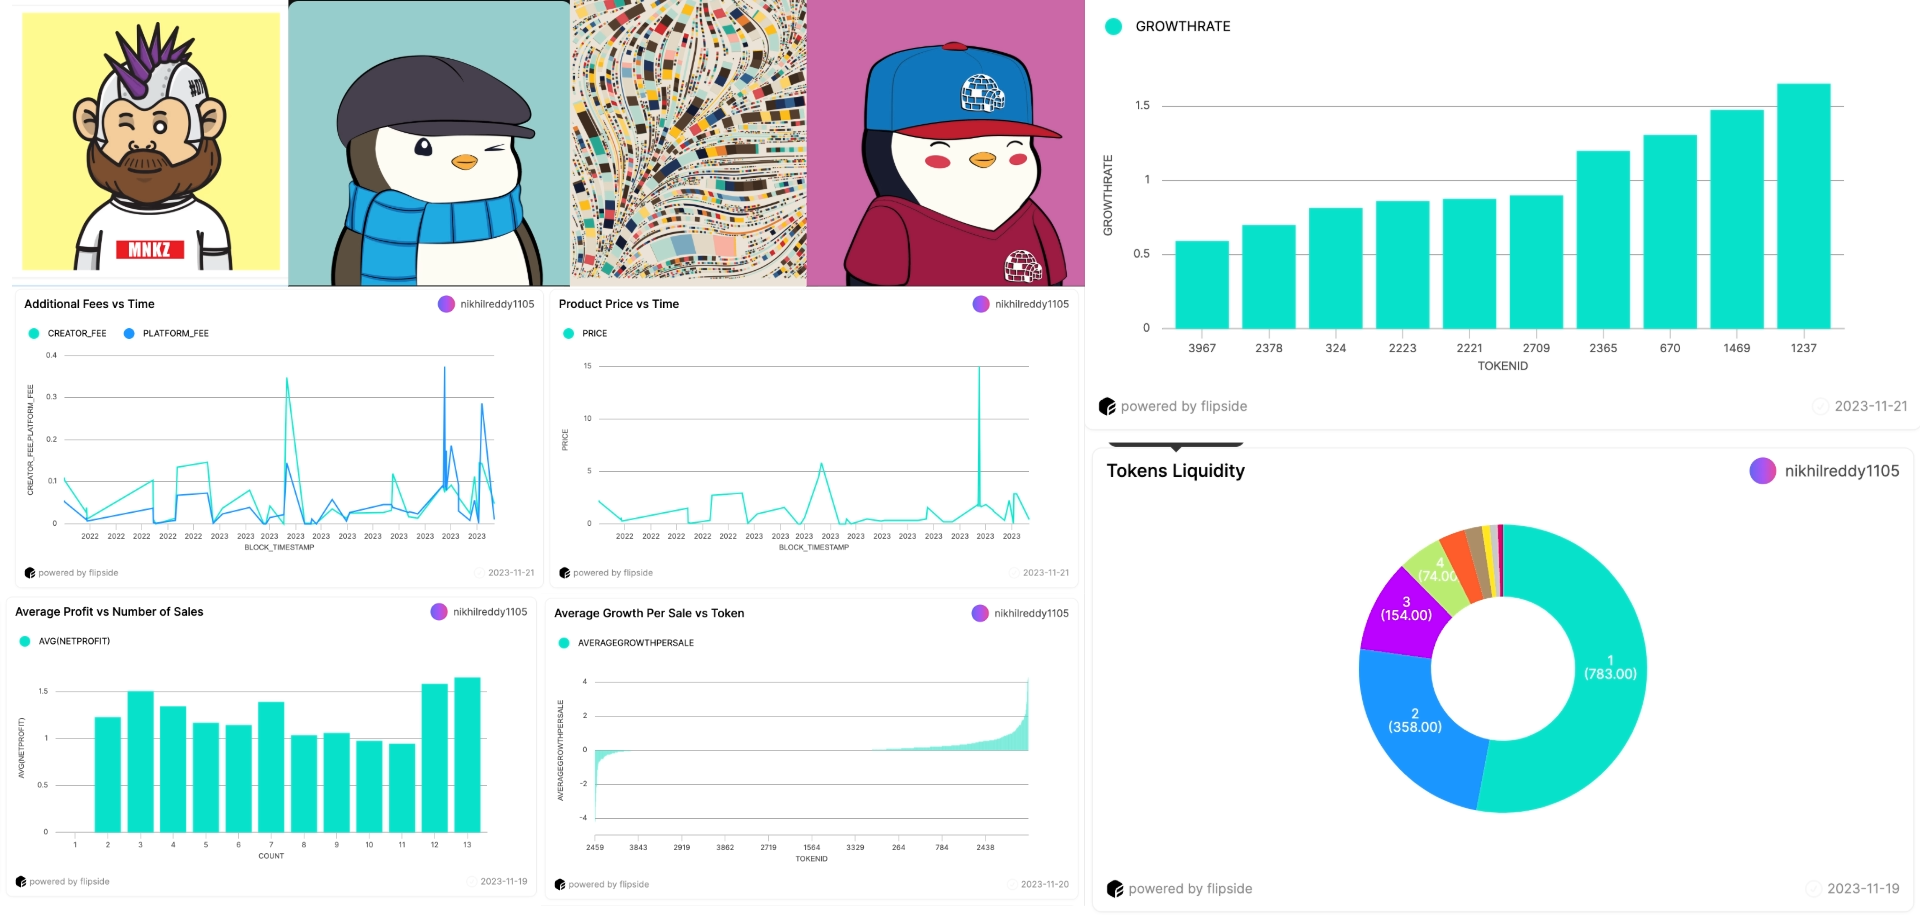 MNKZ
Additional Fees vs Time
nikhilreddy1105
CREATOR_FEE
PLATFORM_FEE
0.4
0.3
0.2
0.1
0
CREATOR_FEE,PLATFORM_FEE
2022 2022 2022 2022 2022 2022 2023 2023 2023 2023 2023 2023 2023 2023 2023 2023
BLOCK_TIMESTAMP
powered by flipside
2023-11-21
Product Price vs Time
nikhilreddy1105
PRICE
15
10
5
0
PRICE
2022 2022 2022 2022 2022 2022 2023 2023 2023 2023 2023 2023 2023 2023 2023 2023
BLOCK_TIMESTAMP
powered by flipside
2023-11-21
Average Profit vs Number of Sales
nikhilreddy1105
AVG(NETPROFIT)
1.5
1
0.5
0
AVG(NETPROFIT)
1 2 3 4 5 6 7 8 9 10 11 12 13
COUNT
powered by flipside
2023-11-19
Average Growth Per Sale vs Token
nikhilreddy1105
AVERAGEGROWTHPERSALE
4
2
0
-2
-4
AVERAGEGROWTHPERSALE
2459 3843 2919 3862 2719 1564 3329 264 784 2438
TOKENID
powered by flipside
2023-11-20
GROWTHRATE
1.5
1
0.5
0
GROWTHRATE
3967 2378 324 2223 2221 2709 2365 670 1469 1237
TOKENID
powered by flipside
2023-11-21
Tokens Liquidity
nikhilreddy1105
1
(783.00)
2
(358.00)
3
(154.00)
4
(74.00
powered by flipside
2023-11-19